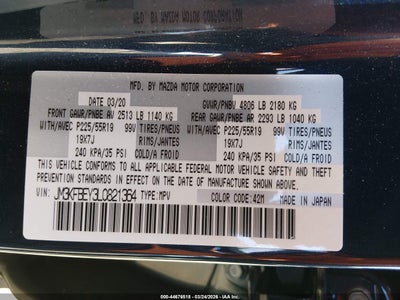 MFD BY MAZDA MOTOR CORPORATION
DATE 03/20 GVWR/PNBV 4806 LB 2180 KG
FRONT GAWR/PNBE AV 2513 LB 1140 KG REAR GAWR/PNBE AR 2293 LB 1040 KG
WITH/AVEC P225/55R19 99V TIRES/PNEUS WITH/AVEC P225/55R19 99V TIRES/PNEUS
19X7J WHEELS/JANTES 19X7J
240 KPA/35 PSI COLD/A FROID 240 KPA/35 PSI COLD/A FROID
THIS VEHICLE CONFORMS TO ALL APPLICABLE FEDERAL MOTOR VEHICLE SAFETY AND
THEFT PREVENTION STANDARDS IN EFFECT ON THE DATE OF MANUFACTURE SHOWN ABOVE.
VIN: JM3KFBEY3L0821364 TYPE:MPV COLOR CODE:42M MADE IN JAPAN
000-44676518 - 03/24/2026 - IAA Inc.